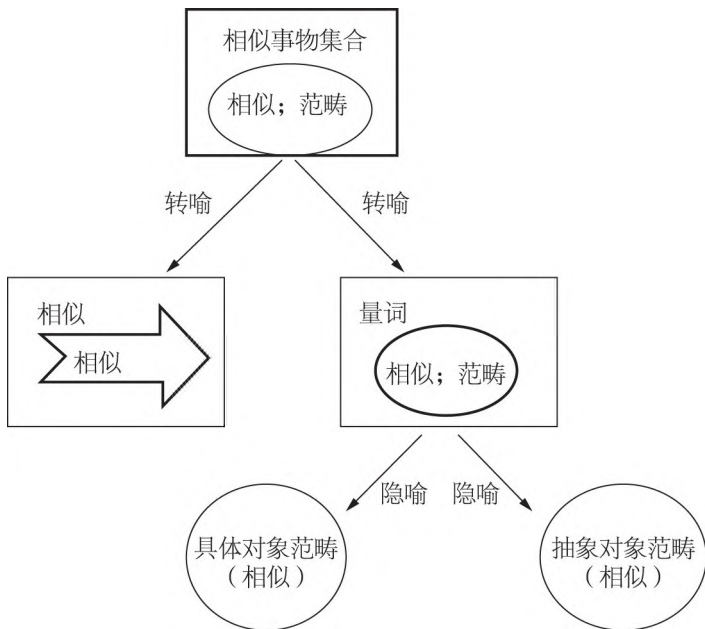 相似事物集合
相似；范畴
转喻
转喻
相似
相似
量词
相似；范畴
隐喻
隐喻
具体对象范畴
（相似）
抽象对象范畴
（相似）